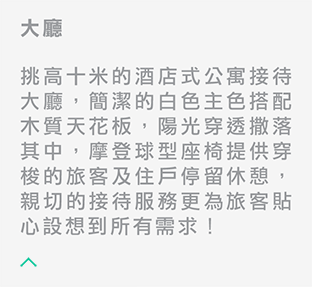 大廳
挑高十米的酒店式公寓接待
大廳，簡潔的白色主色搭配
木質天花板，陽光穿透撒落
其中，摩登球型座椅提供穿
梭的旅客及住戶停留休憩，
親切的接待服務更為旅客貼
心設想到所有需求！